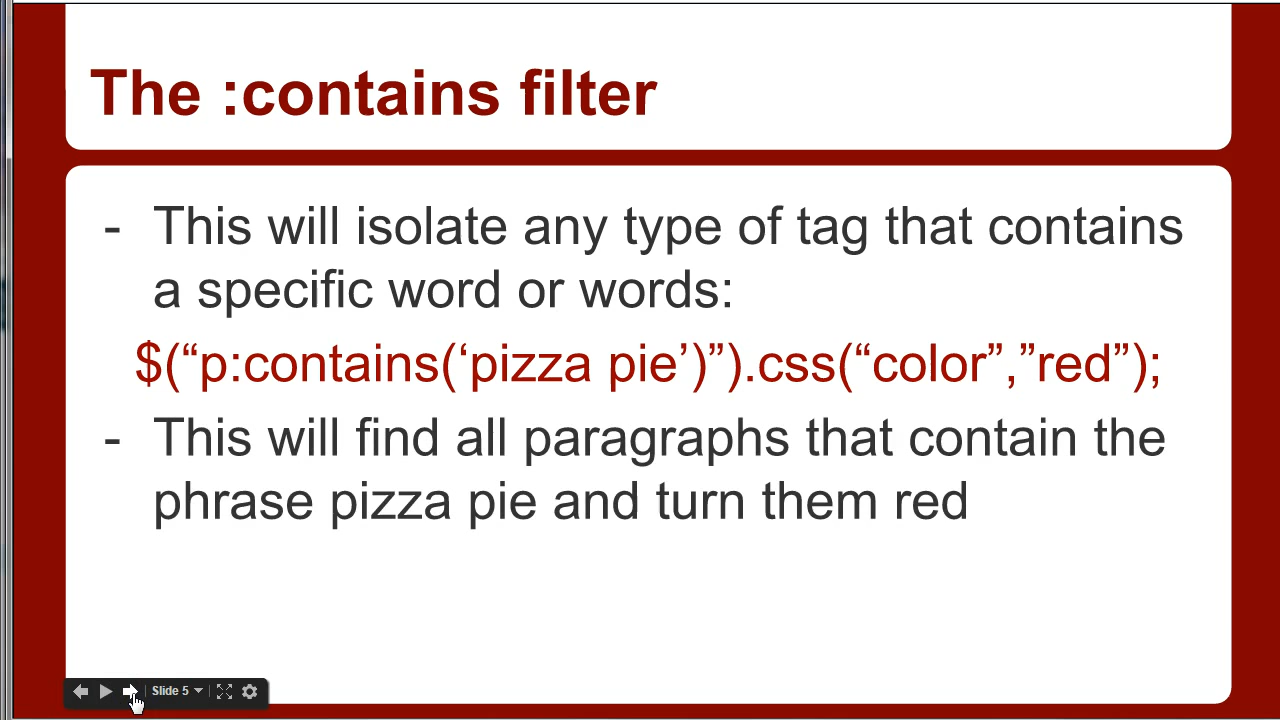 The :contains filter
- This will isolate any type of tag that contains
a specific word or words:
$(“p:contains(‘pizza pie’)”).css(“color”,”red”);
- This will find all paragraphs that contain the
phrase pizza pie and turn them red
Slide 5